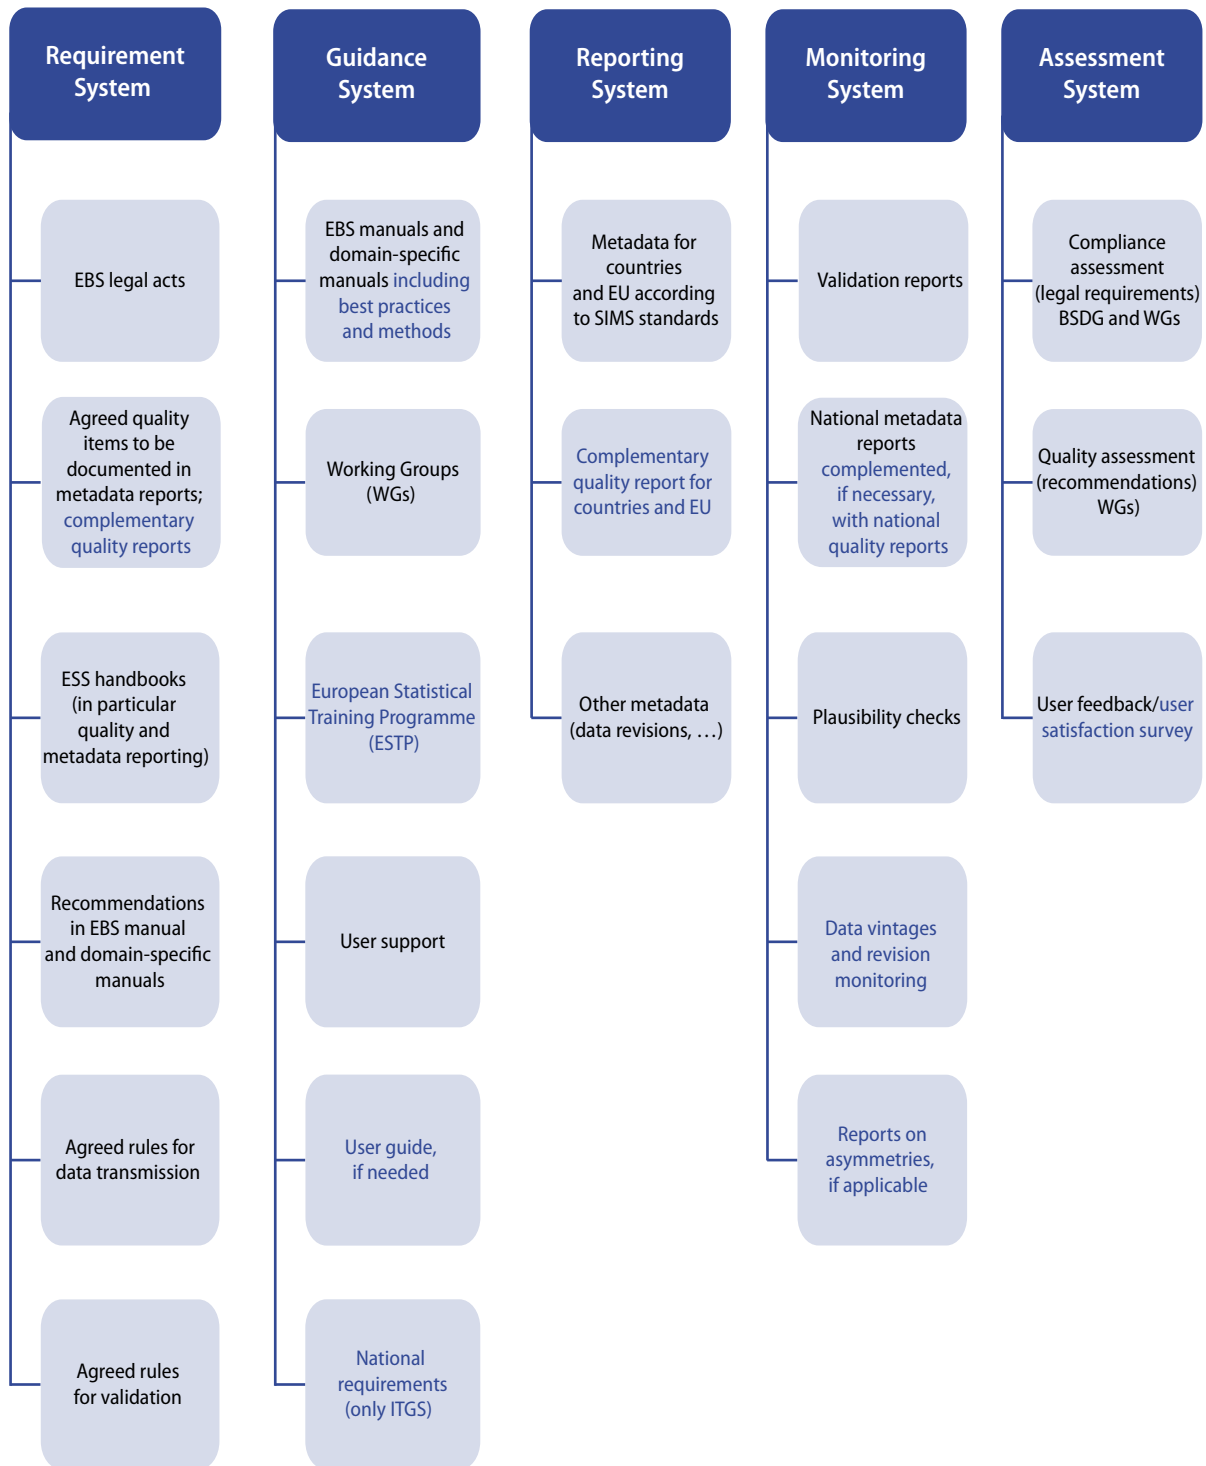 Requirement
System
EBS legal acts
Agreed quality
items to be
documented in
metadata reports;
complementary
quality reports
ESS handbooks
(in particular
quality and
metadata reporting)
Recommendations
in EBS manual
and domain-specific
manuals
Agreed rules for
data transmission
Agreed rules
for validation
Guidance
System
EBS manuals and
domain-specific
manuals including
best practices
and methods
Working Groups
(WGs)
European Statistical
Training Programme
(ESTP)
User support
User guide,
if needed
National
requirements
(only ITGS)
Reporting
System
Metadata for
countries
and EU according
to SIMS standards
Complementary
quality report for
countries and EU
Other metadata
(data revisions, …)
Monitoring
System
Validation reports
National metadata
reports
complemented,
if necessary,
with national
quality reports
Plausibility checks
Data vintages
and revision
monitoring
Reports on
asymmetries,
if applicable
Assessment
System
Compliance
assessment
(legal requirements)
BSDG and WGs
Quality assessment
(recommendations)
WGs)
User feedback/user
satisfaction survey